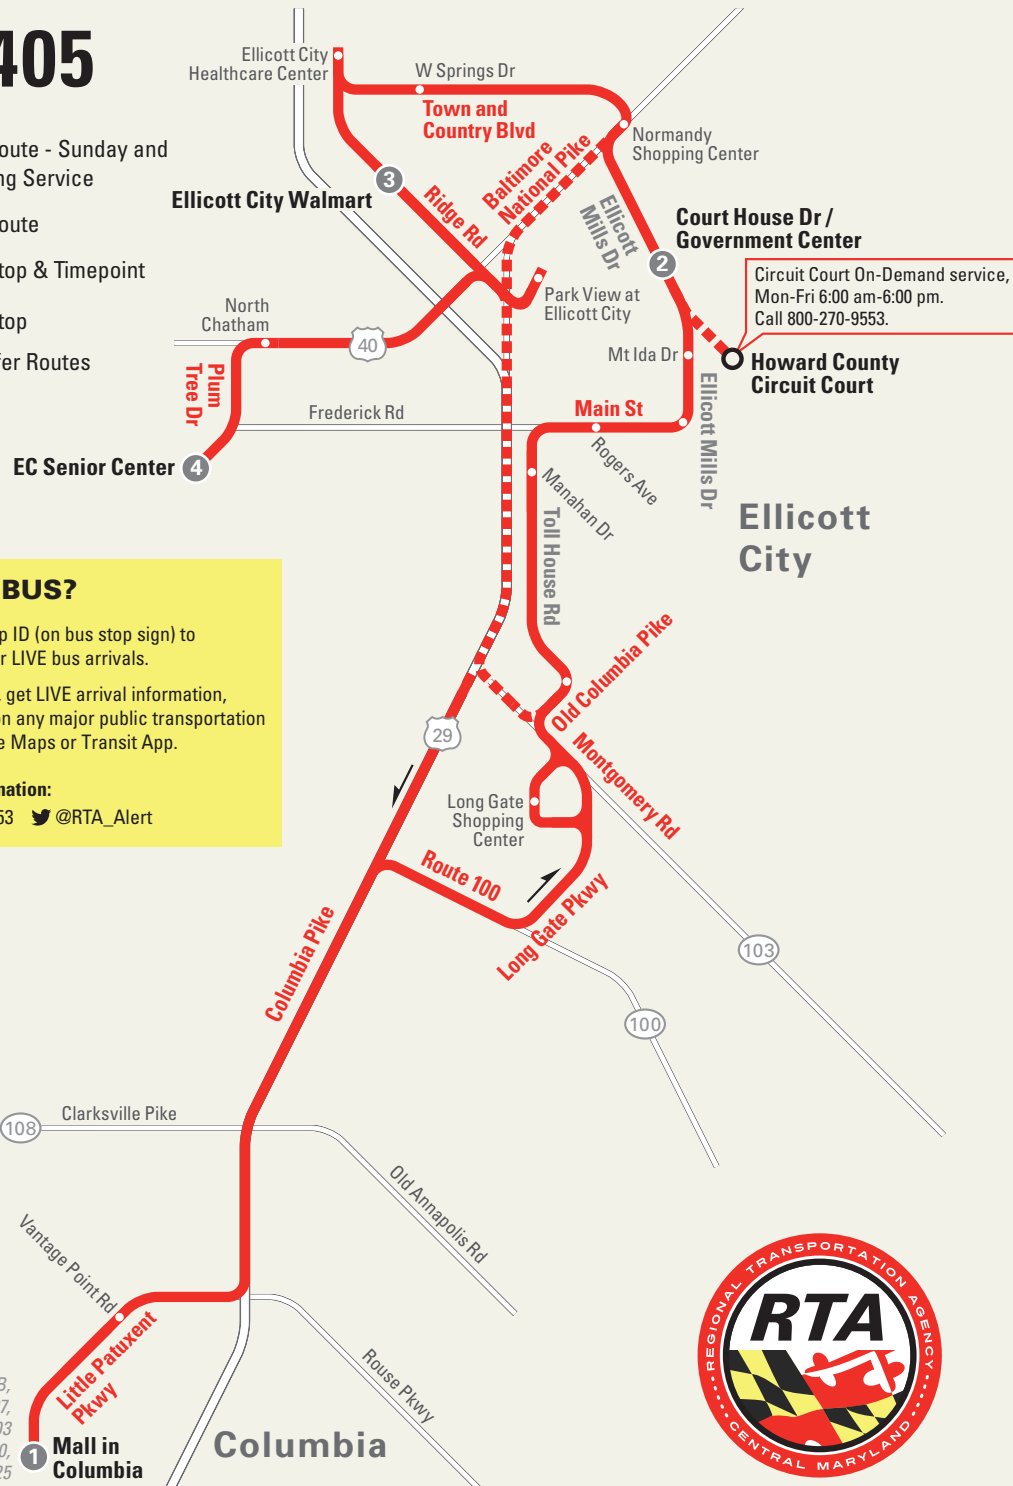 405
Ellicott City
Healthcare Center
W Springs Dr
Town and
Country Blvd
Normandy
Shopping Center
Baltimore
National Pike
oute - Sunday and
ng Service
oute
top & Timepoint
top
fer Routes
3
Ellicott City Walmart
Ridge Rd
Ellicott
Mills Dr
Court House Dr /
Government Center
2
Circuit Court On-Demand service,
Mon-Fri 6:00 am-6:00 pm.
Call 800-270-9553.
Park View at
Ellicott City
North
Chatham
40
Mt Ida Dr
Howard County
Circuit Court
Plum
Tree Dr
Frederick Rd
Main St
Ellicott Mills Dr
Rogers Ave
EC Senior Center
4
Manahan Dr
Toll House Rd
Ellicott
City
BUS?
p ID (on bus stop sign) to
r LIVE bus arrivals.
, get LIVE arrival information,
on any major public transportation
e Maps or Transit App.
mation:
53 @RTA_Alert
Old Columbia Pike
29
Montgomery Rd
Long Gate
Shopping
Center
Route 100
Long Gate Pkwy
Columbia Pike
103
100
108
Clarksville Pike
Old Annapolis Rd
Vantage Point Rd
Little Patuxent
Pkwy
Rouse Pkwy
B,
7,
03
0,
25
1
Mall in
Columbia
Columbia
REGIONAL TRANSPORTATION AGENCY
RTA
CENTRAL MARYLAND